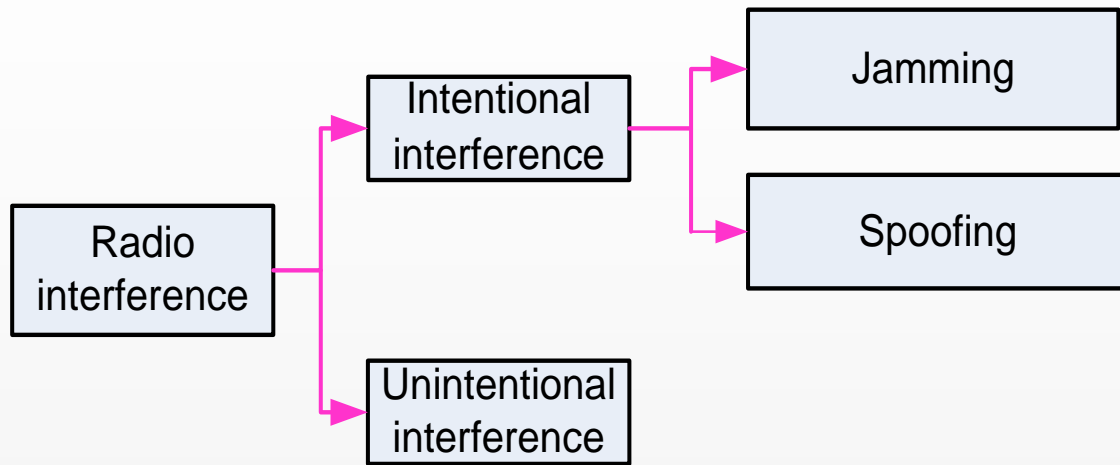 Radio
interference
Intentional
interference
Jamming
Spoofing
Unintentional
interference